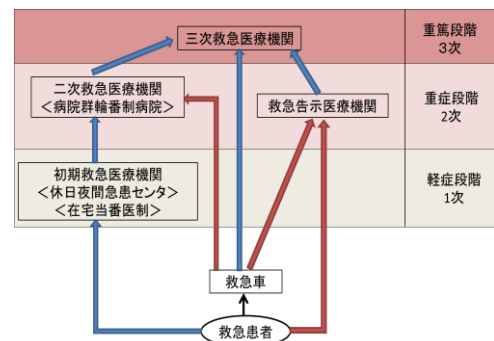 三次救急医療機関
重篤段階
3次
二次救急医療機関
＜病院群輪番制病院＞
救急告示医療機関
重症段階
2次
初期救急医療機関
＜休日夜間急患センタ＞
＜在宅当番医制＞
軽症段階
1次
救急車
救急患者